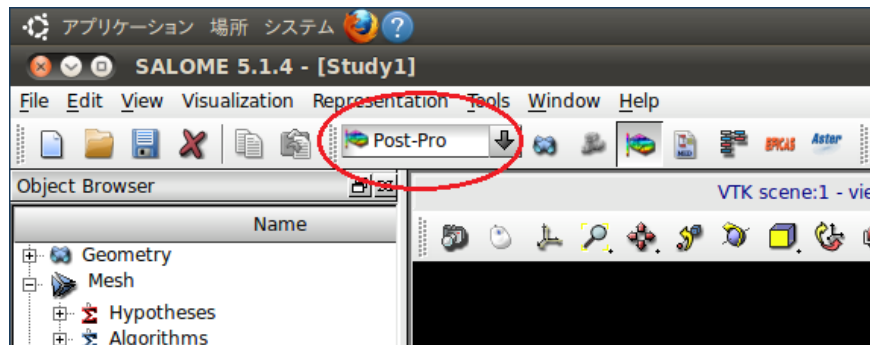 アプリケーション 場所 システム
SALOME 5.1.4 - [Study1]
File Edit View Visualization Representation Tools Window Help
Post-Pro MED EFICAS Aster
Object Browser
VTK scene:1 - vie
Name
Geometry
Mesh
Hypotheses
Algorithms